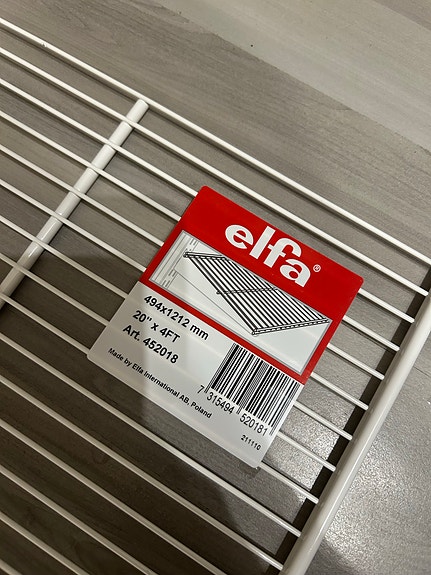 elfa®
494x1212 mm
20" x 4FT
Art. 452018
Made by Elfa International AB, Poland
7 315494 520181
211110